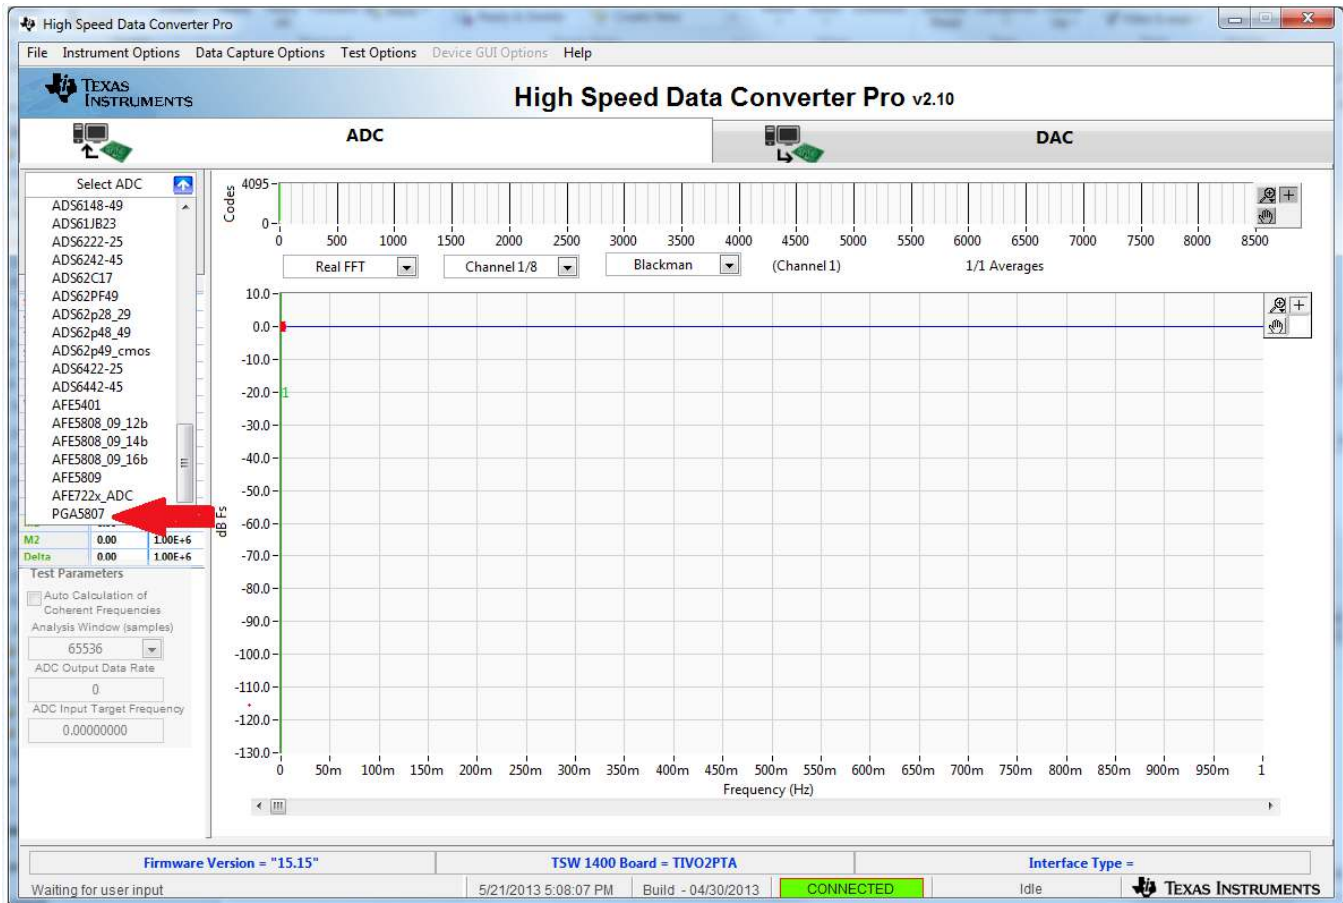 High Speed Data Converter Pro
File Instrument Options Data Capture Options Test Options Device GUI Options Help
TEXAS INSTRUMENTS
High Speed Data Converter Pro v2.10
ADC
DAC
Select ADC
ADS6148-49
ADS61JB23
ADS6222-25
ADS6242-45
ADS62C17
ADS62PF49
ADS62p28_29
ADS62p48_49
ADS62p49_cmos
ADS6422-25
ADS6442-45
AFE5401
AFE5808_09_12b
AFE5808_09_14b
AFE5808_09_16b
AFE5809
AFE722x_ADC
PGA5807
M2 0.00 1.00E+6
Delta 0.00 1.00E+6
Test Parameters
Auto Calculation of
Coherent Frequencies
Analysis Window (samples)
65536
ADC Output Data Rate
0
ADC Input Target Frequency
0.00000000
Codes
4095
0
0 500 1000 1500 2000 2500 3000 3500 4000 4500 5000 5500 6000 6500 7000 7500 8000 8500
Real FFT Channel 1/8 Blackman (Channel 1) 1/1 Averages
dB Fs
10.0
0.0
-10.0
-20.0
1
-30.0
-40.0
-50.0
-60.0
-70.0
-80.0
-90.0
-100.0
-110.0
-120.0
-130.0
0 50m 100m 150m 200m 250m 300m 350m 400m 450m 500m 550m 600m 650m 700m 750m 800m 850m 900m 950m 1
Frequency (Hz)
Firmware Version = "15.15" TSW 1400 Board = TIVO2PTA Interface Type =
Waiting for user input 5/21/2013 5:08:07 PM Build - 04/30/2013 CONNECTED Idle TEXAS INSTRUMENTS